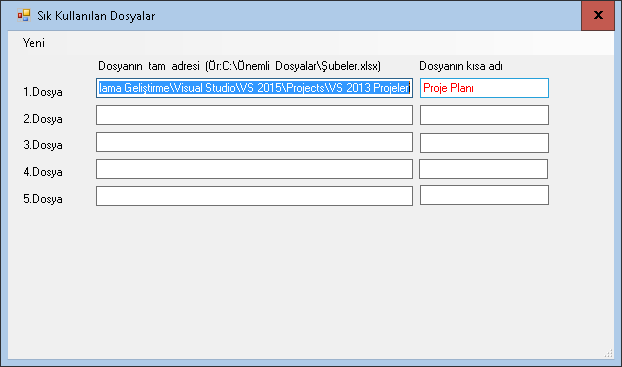 Sık Kullanılan Dosyalar
x
Yeni
Dosyanın tam adresi (Ör:C:\Önemli Dosyalar\Şubeler.xlsx) Dosyanın kısa adı
1.Dosya lama Geliştirme\Visual Studio\VS 2015\Projects\VS 2013 Projeler Proje Planı
2.Dosya
3.Dosya
4.Dosya
5.Dosya